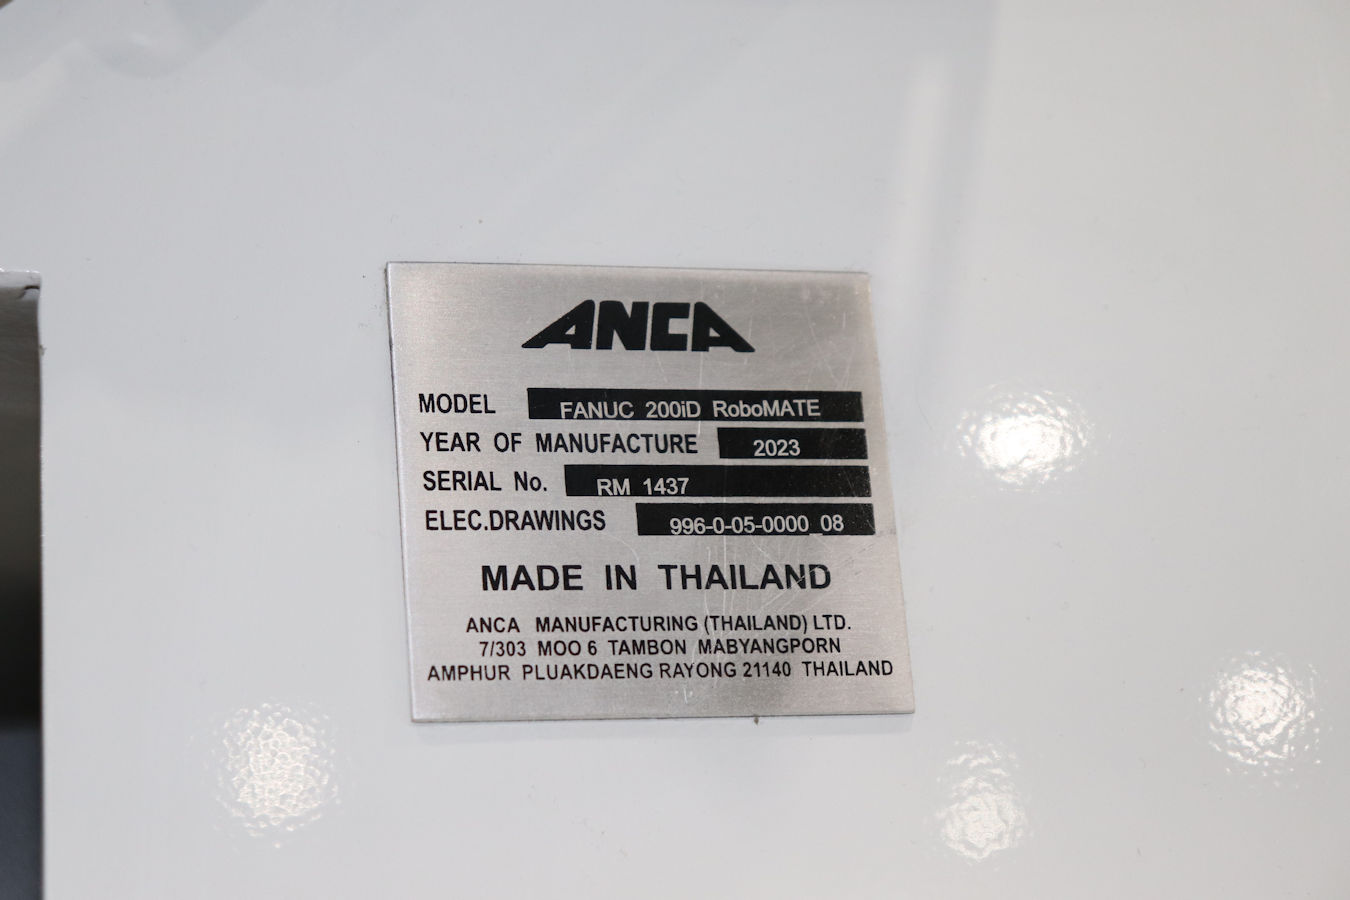 ANCA
MODEL FANUC 200iD RoboMATE
YEAR OF MANUFACTURE 2023
SERIAL No. RM 1437
ELEC.DRAWINGS 996-0-05-0000_08
MADE IN THAILAND
ANCA MANUFACTURING (THAILAND) LTD.
7/303 MOO 6 TAMBON MABYANGPORN
AMPHUR PLUAKDAENG RAYONG 21140 THAILAND